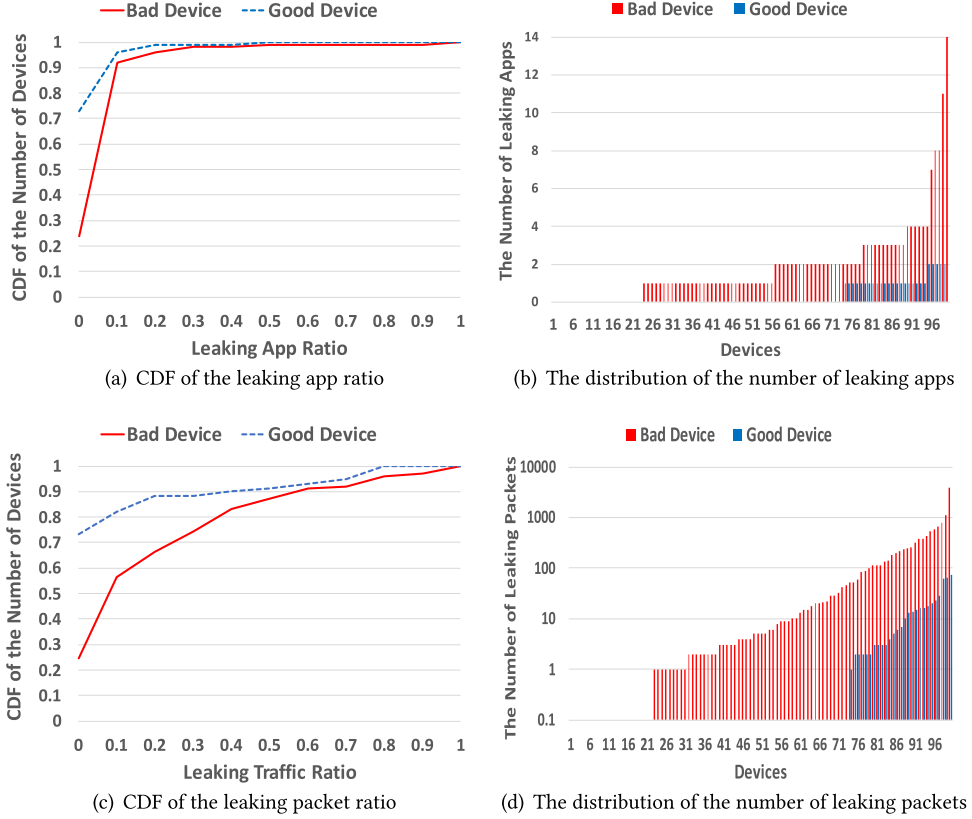 Bad Device Good Device
CDF of the Number of Devices
1
0.9
0.8
0.7
0.6
0.5
0.4
0.3
0.2
0.1
0
0 0.1 0.2 0.3 0.4 0.5 0.6 0.7 0.8 0.9 1
Leaking App Ratio
(a) CDF of the leaking app ratio
Bad Device Good Device
The Number of Leaking Apps
14
12
10
8
6
4
2
0
1 6 11 16 21 26 31 36 41 46 51 56 61 66 71 76 81 86 91 96
Devices
(b) The distribution of the number of leaking apps
Bad Device Good Device
CDF of the Number of Devices
1
0.9
0.8
0.7
0.6
0.5
0.4
0.3
0.2
0.1
0
0 0.1 0.2 0.3 0.4 0.5 0.6 0.7 0.8 0.9 1
Leaking Traffic Ratio
(c) CDF of the leaking packet ratio
Bad Device Good Device
The Number of Leaking Packets
10000
1000
100
10
1
0.1
1 6 11 16 21 26 31 36 41 46 51 56 61 66 71 76 81 86 91 96
Devices
(d) The distribution of the number of leaking packets